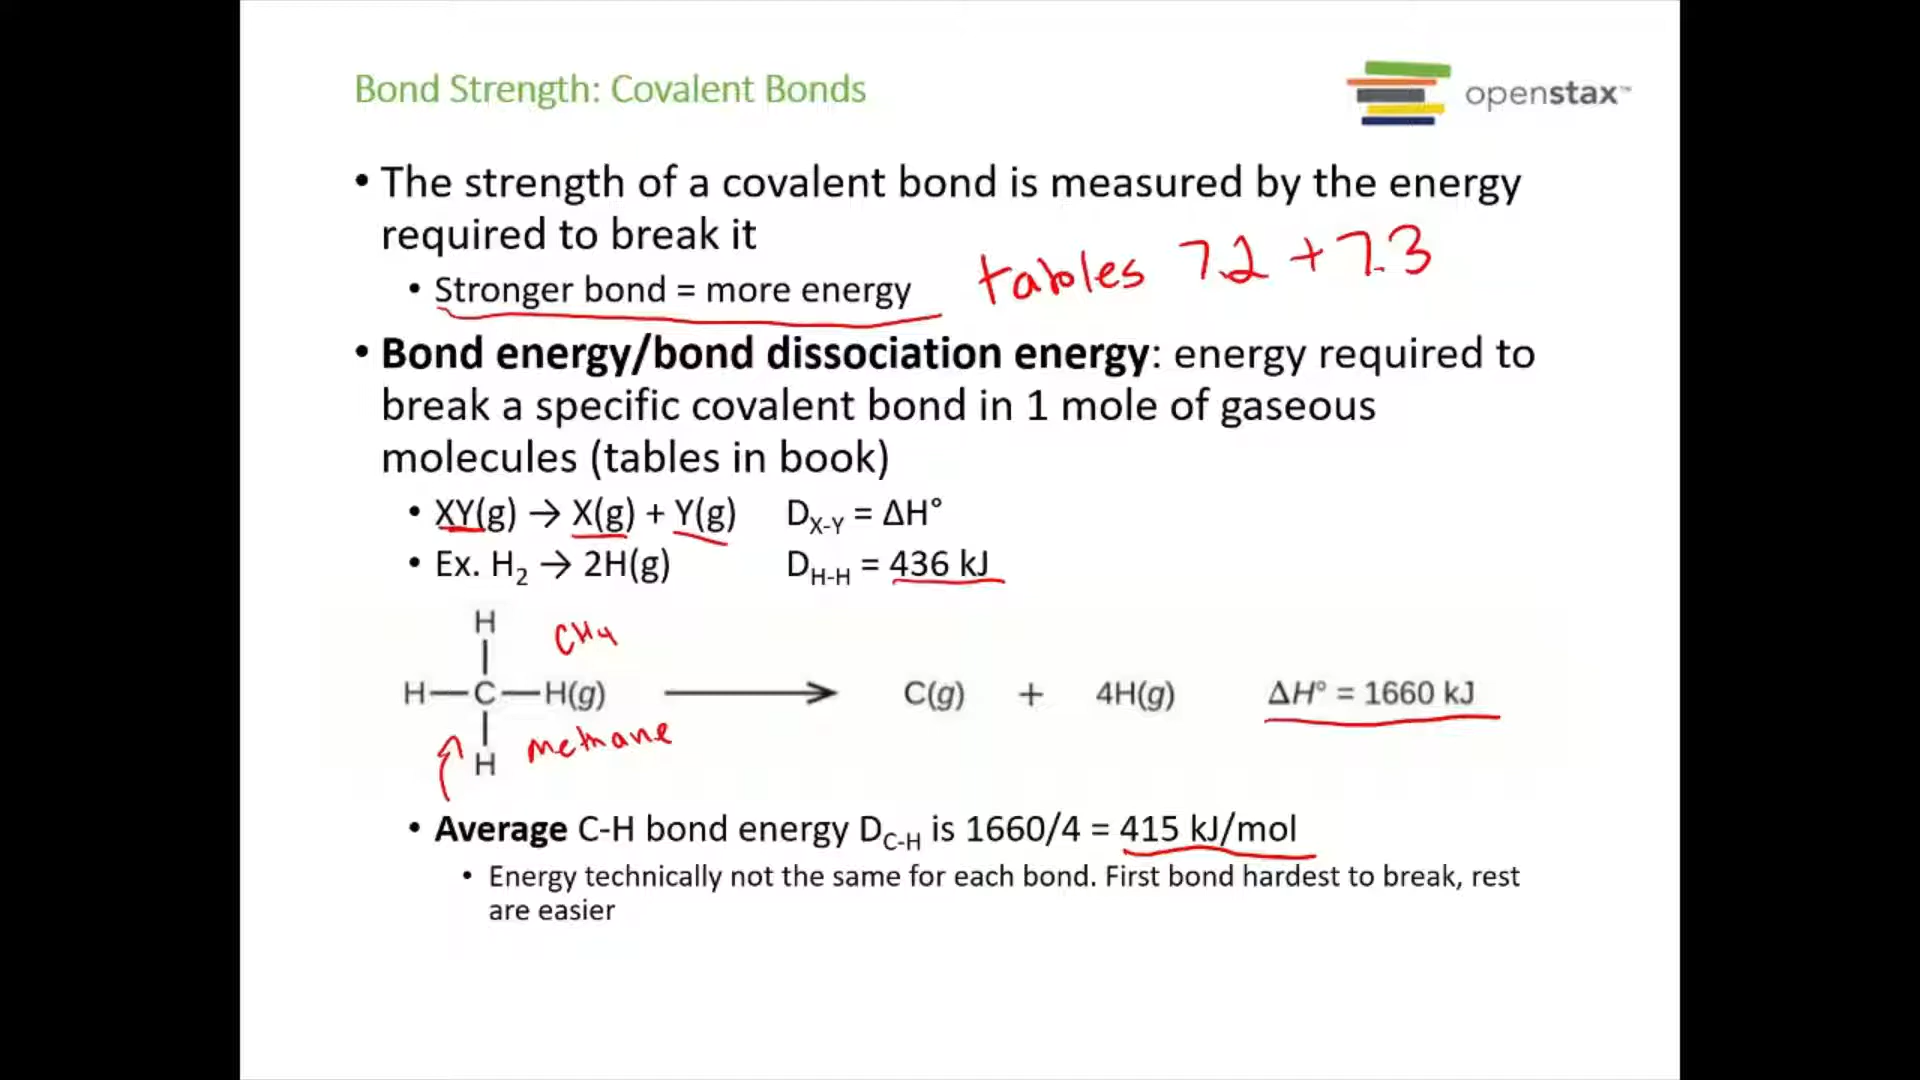 Bond Strength: Covalent Bonds
openstax™
• The strength of a covalent bond is measured by the energy
required to break it
tables 7.2 + 7.3
• Stronger bond = more energy
• Bond energy/bond dissociation energy: energy required to
break a specific covalent bond in 1 mole of gaseous
molecules (tables in book)
• XY(g) → X(g) + Y(g) D_X-Y = ΔH°
• Ex. H₂ → 2H(g) D_H-H = 436 kJ
H
CH₄
H—C—H(g) ⟶ C(g) + 4H(g) ΔH° = 1660 kJ
methane
H
• Average C-H bond energy D_C-H is 1660/4 = 415 kJ/mol
• Energy technically not the same for each bond. First bond hardest to break, rest
are easier